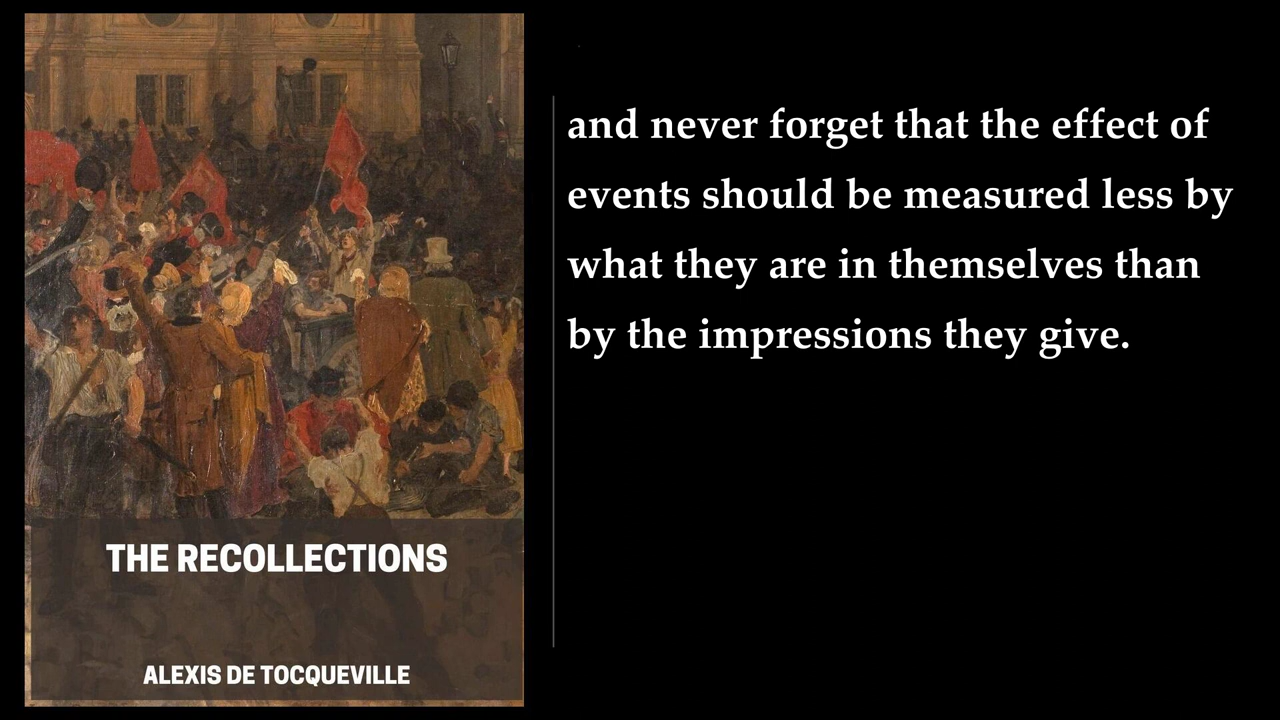 and never forget that the effect of
events should be measured less by
what they are in themselves than
by the impressions they give.
THE RECOLLECTIONS
ALEXIS DE TOCQUEVILLE